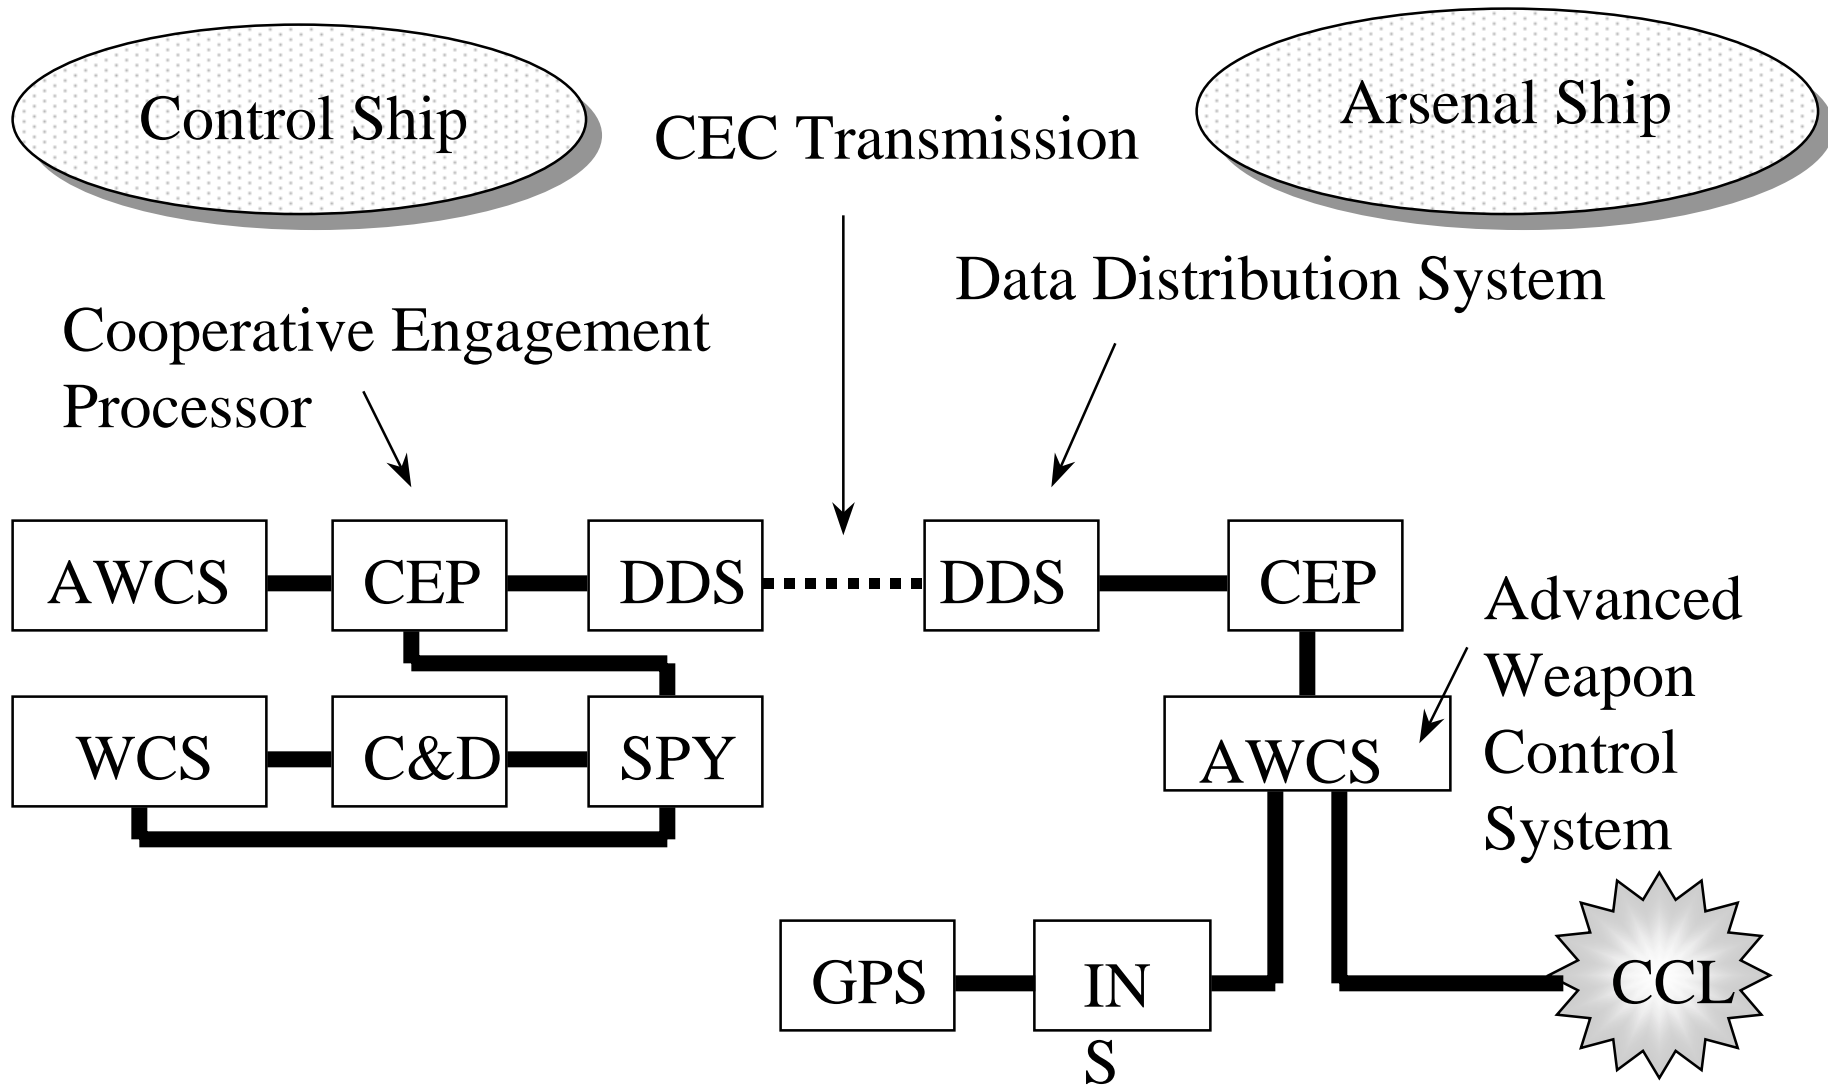 Control Ship
CEC Transmission
Arsenal Ship
Data Distribution System
Cooperative Engagement
Processor
AWCS
CEP
DDS
DDS
CEP
Advanced
Weapon
Control
System
WCS
C&D
SPY
AWCS
GPS
IN
S
CCL